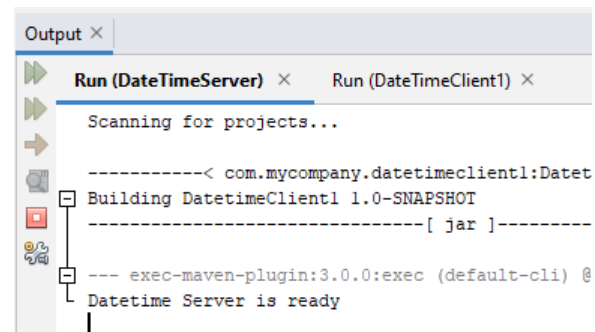 Output
Run (DateTimeServer) Run (DateTimeClient1)
Scanning for projects...
-----------< com.mycompany.datetimeclient1:Datet
Building DatetimeClient1 1.0-SNAPSHOT
--------------------------------[ jar ]---------
--- exec-maven-plugin:3.0.0:exec (default-cli) @
Datetime Server is ready